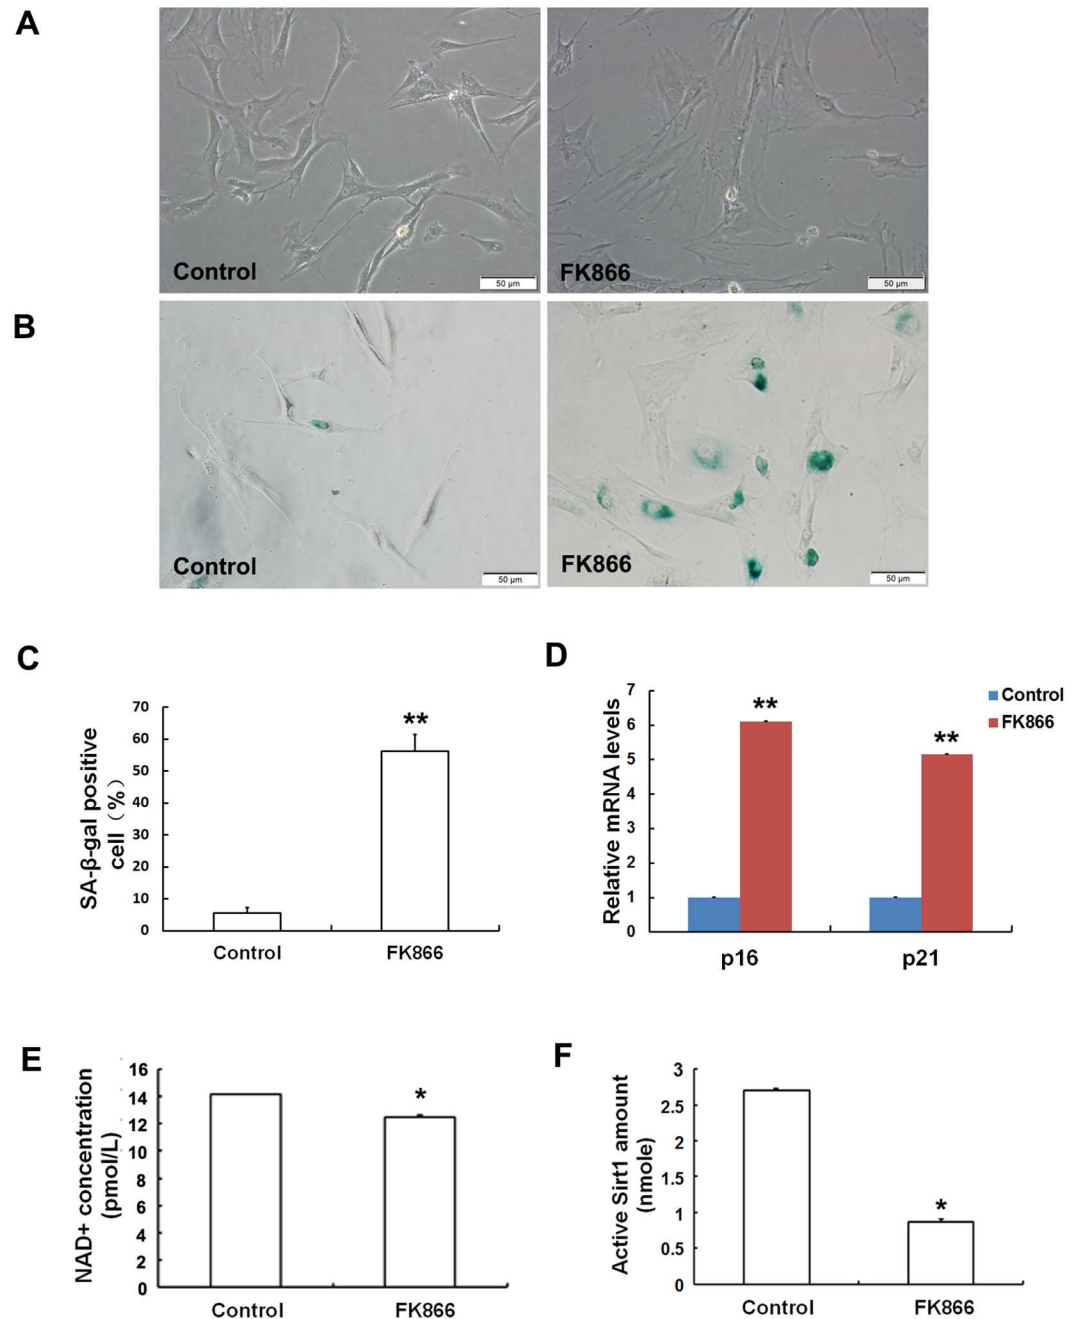 A
Control
50 μm
FK866
50 μm
B
Control
50 μm
FK866
50 μm
C
SA-β-gal positive
cell（%）
70
60
50
40
30
20
10
0
**
Control
FK866
D
Relative mRNA levels
7
6
5
4
3
2
1
0
**
**
Control
FK866
p16
p21
E
NAD+ concentration
(pmol/L)
16
14
12
10
8
6
4
2
0
*
Control
FK866
F
Active Sirt1 amount
(nmole)
3
2.5
2
1.5
1
0.5
0
*
Control
FK866